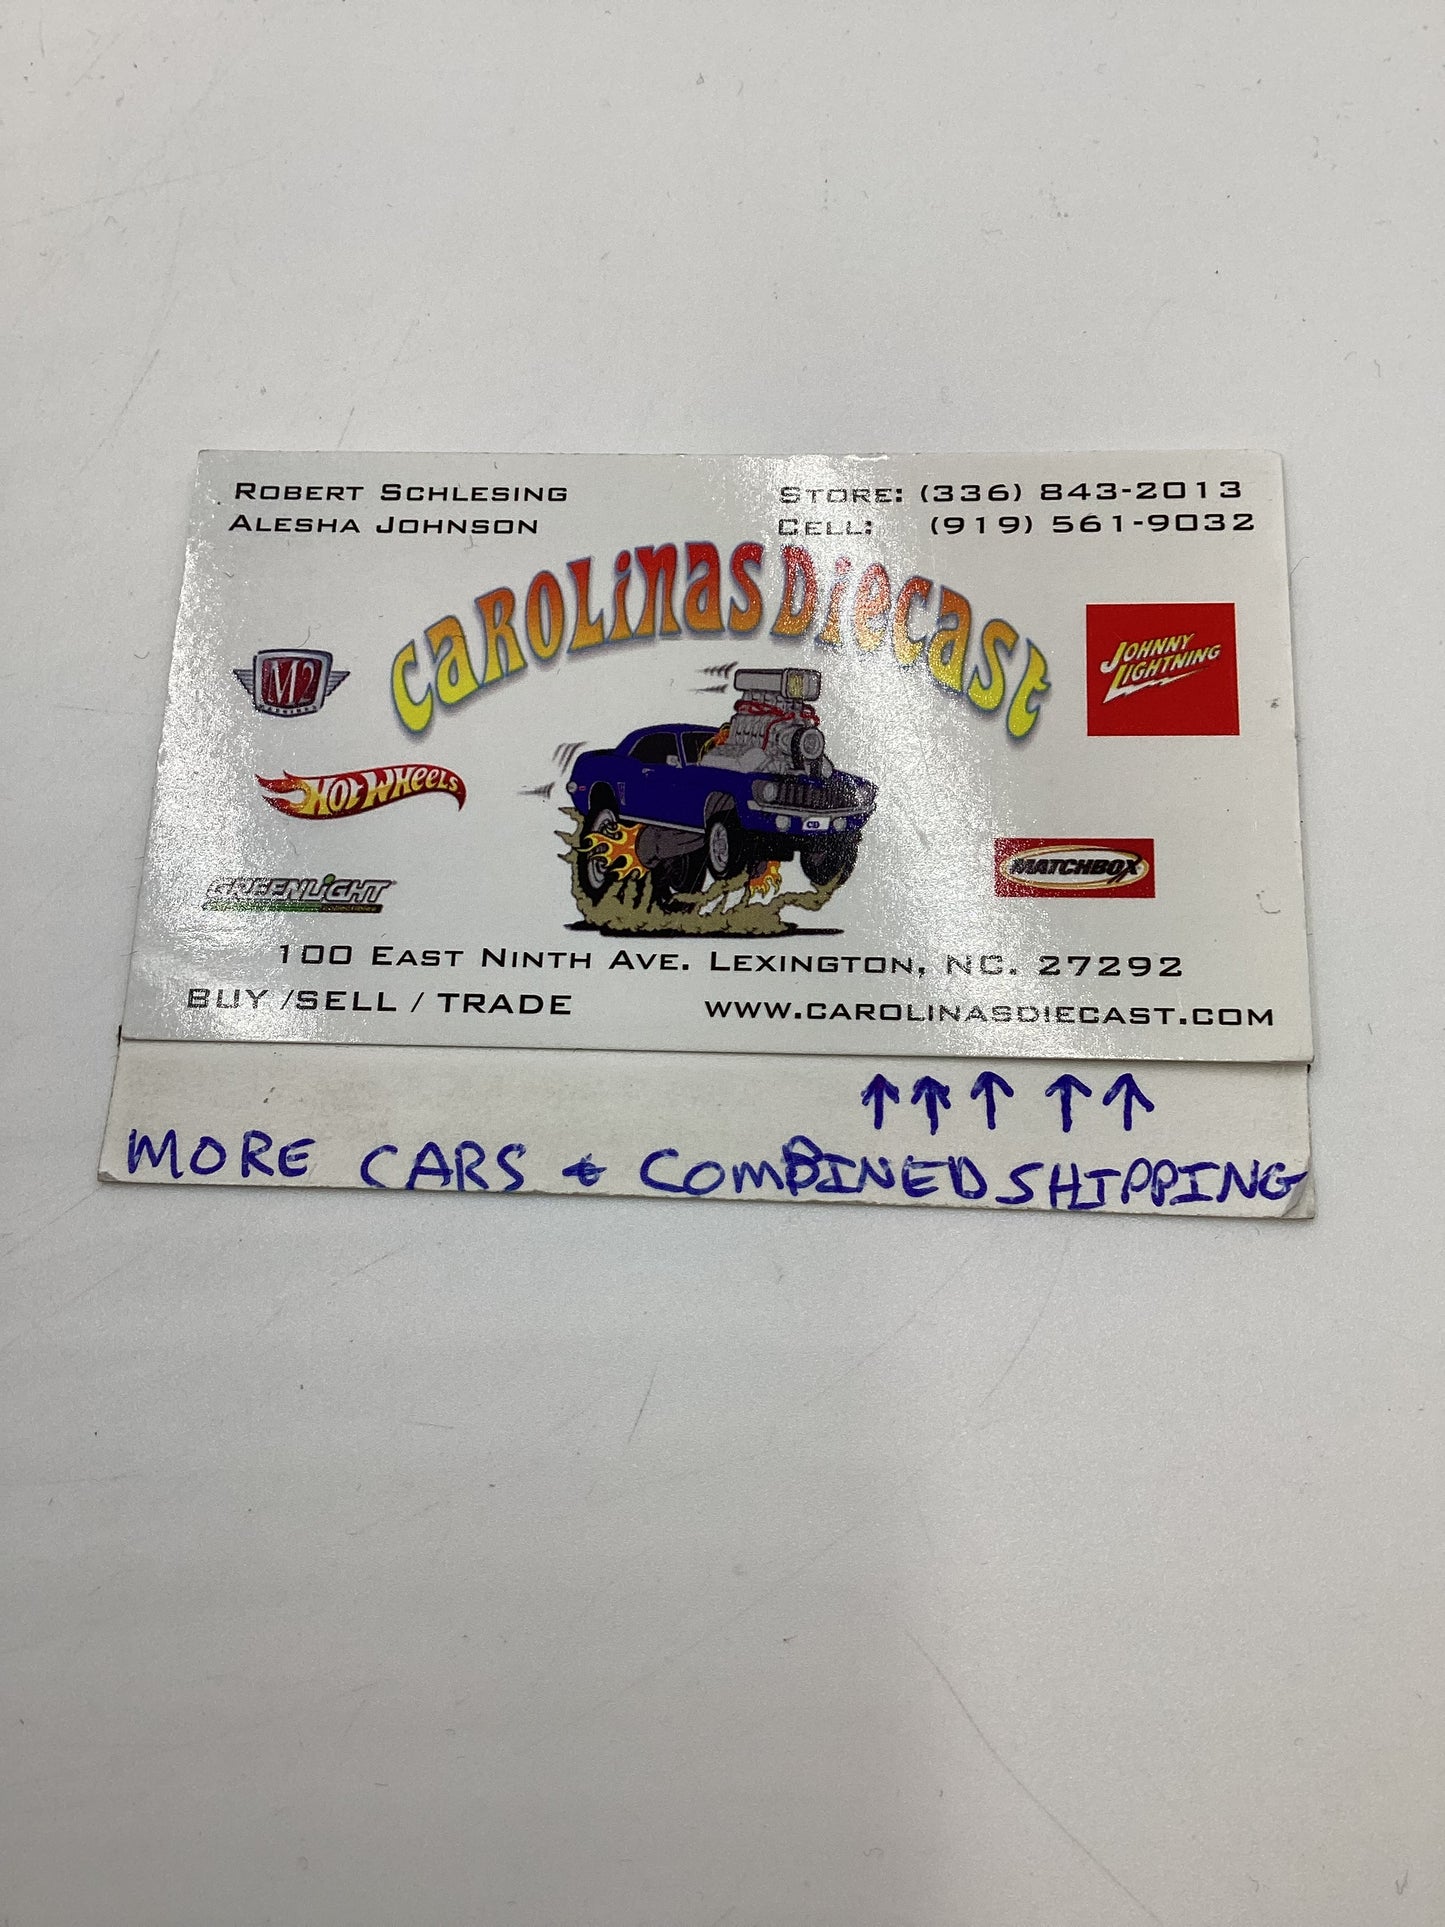 ROBERT SCHLESING
ALESHA JOHNSON
STORE: (336) 843-2013
CELL: (919) 561-9032
CAROLiNAS DiECAST
M2
MACHINES
JOHNNY
LIGHTNING
HOT WHEELS
CD
MATCHBOX
GREENLiGHT
100 EAST NINTH AVE. LEXINGTON, NC. 27292
BUY /SELL / TRADE
WWW.CAROLINASDIECAST.COM
↑ ↑ ↑ ↑ ↑
MORE CARS & COMBINED SHIPPING